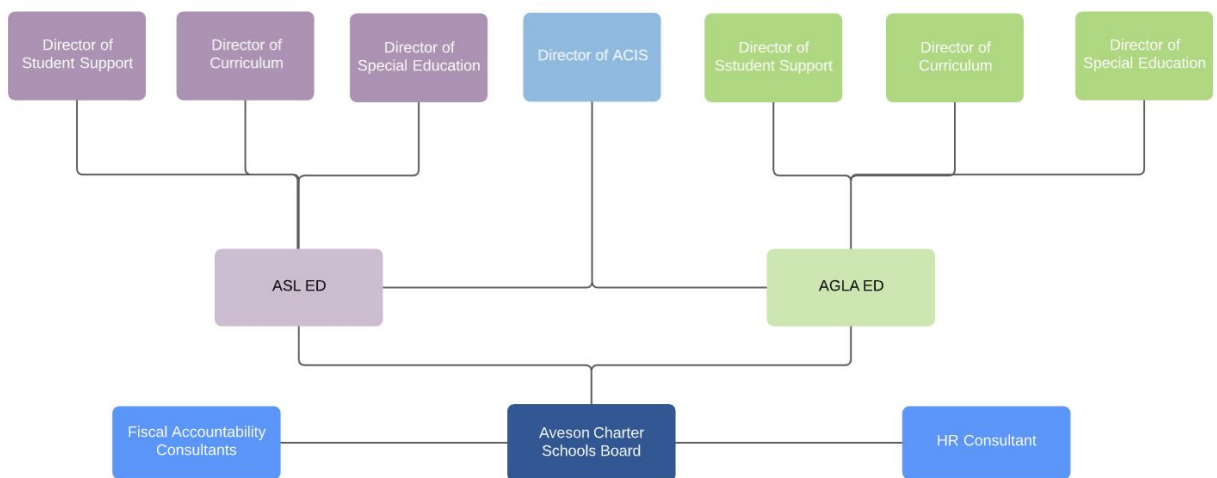 Director of
Student Support
Director of
Curriculum
Director of
Special Education
Director of ACIS
Director of
Sstudent Support
Director of
Curriculum
Director of
Special Education
ASL ED
AGLA ED
Fiscal Accountability
Consultants
Aveson Charter
Schools Board
HR Consultant